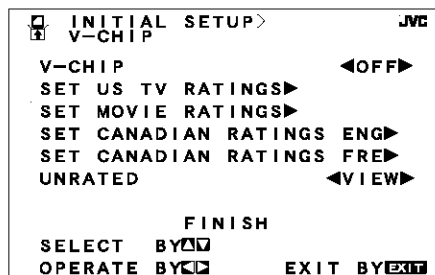 INITIAL SETUP> JVC
V-CHIP
V-CHIP ◀OFF▶
SET US TV RATINGS▶
SET MOVIE RATINGS▶
SET CANADIAN RATINGS ENG▶
SET CANADIAN RATINGS FRE▶
UNRATED ◀VIEW▶
FINISH
SELECT BY△▽
OPERATE BY◁▷ EXIT BY EXIT